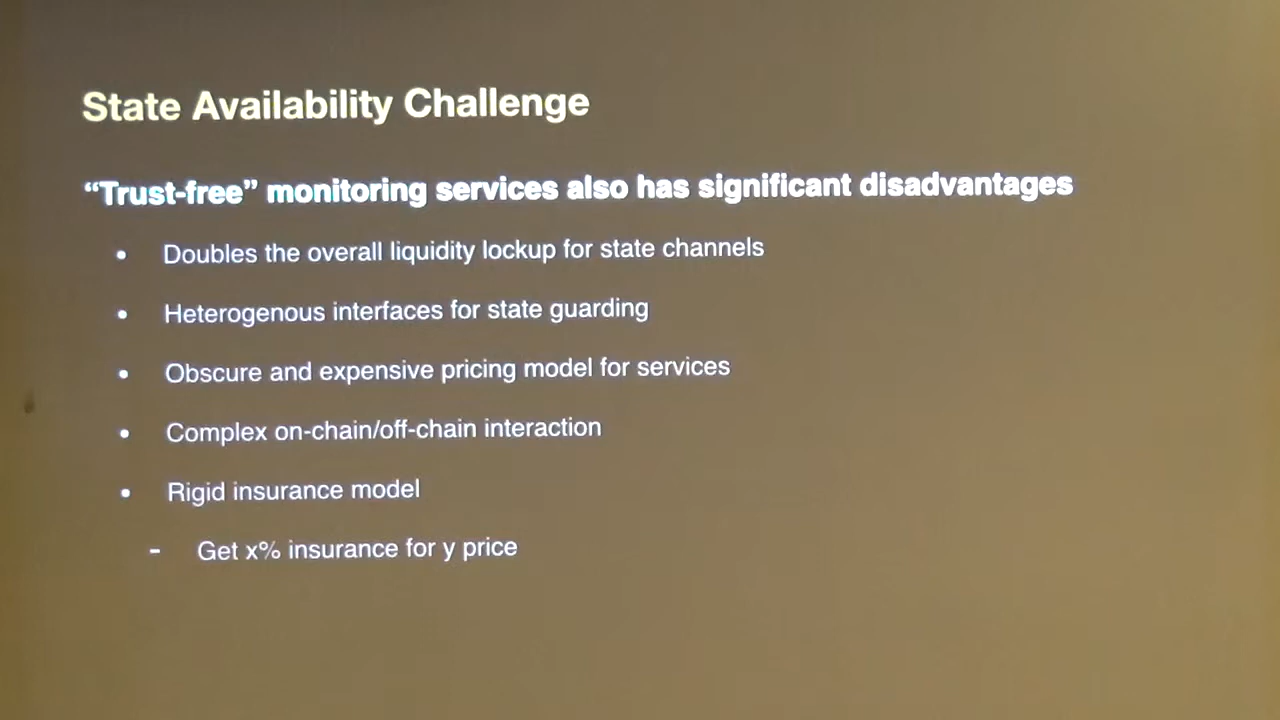 State Availability Challenge
“Trust-free” monitoring services also has significant disadvantages
• Doubles the overall liquidity lockup for state channels
• Heterogenous interfaces for state guarding
• Obscure and expensive pricing model for services
• Complex on-chain/off-chain interaction
• Rigid insurance model
- Get x% insurance for y price